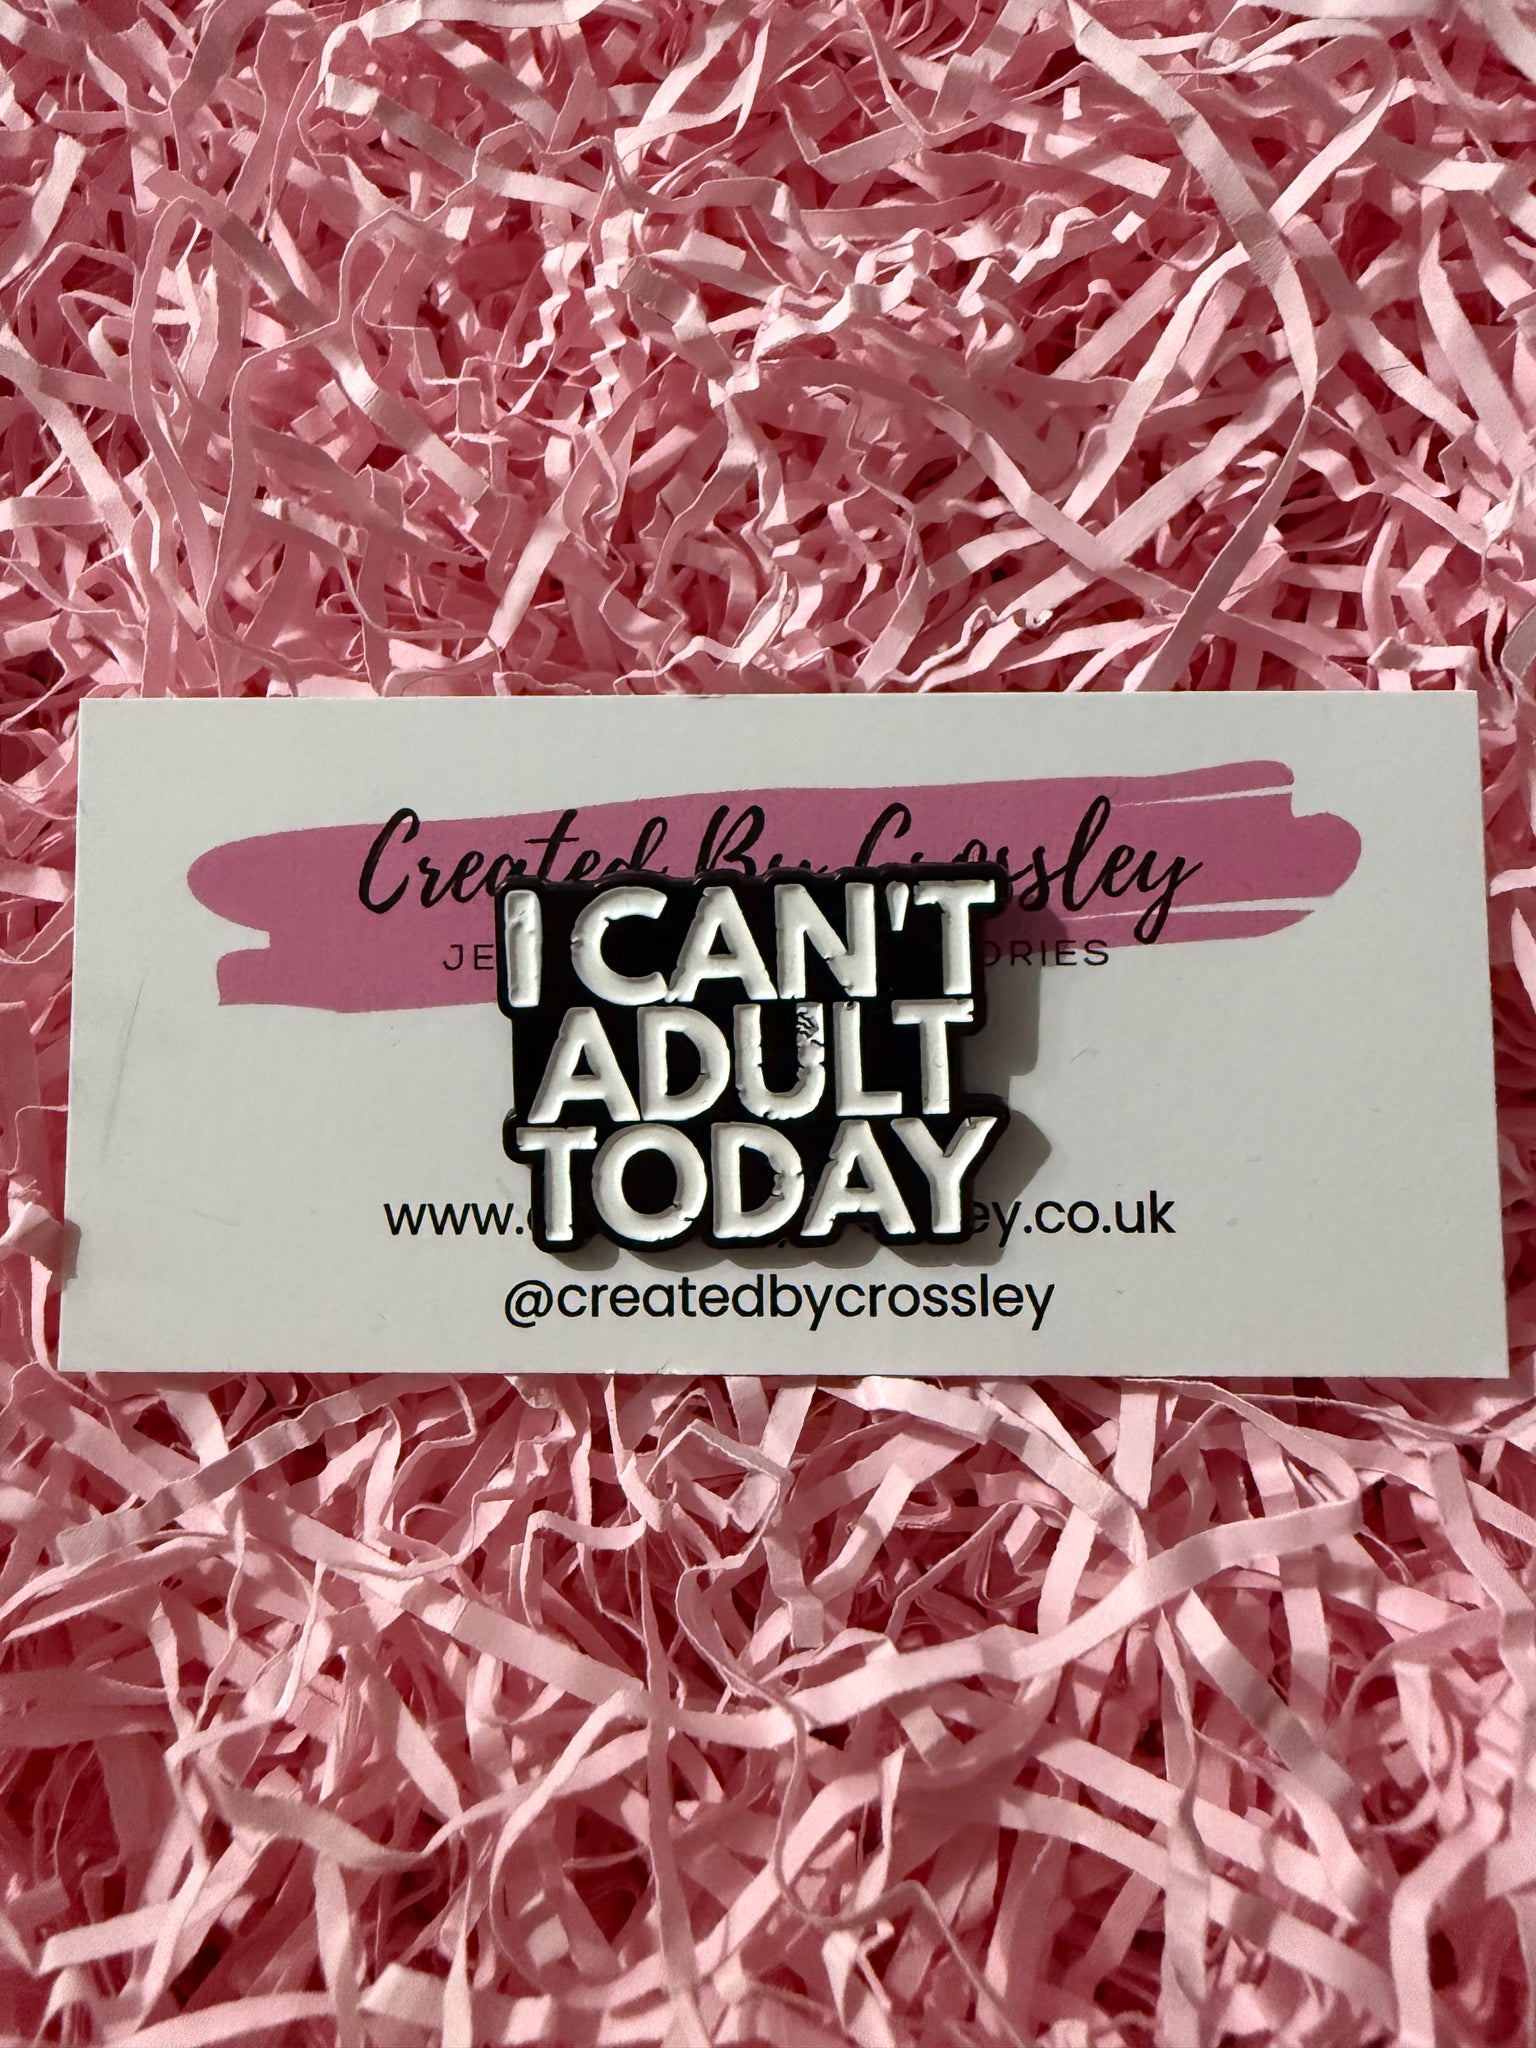 Created By Crossley
I CAN'T
ADULT
TODAY
@createdbycrossley